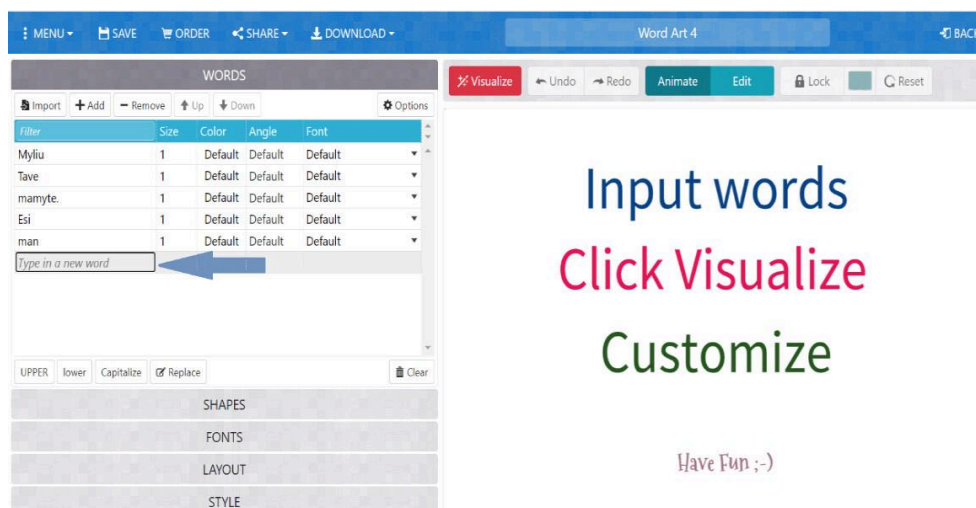 MENU SAVE ORDER SHARE DOWNLOAD Word Art 4 BACK
WORDS
Visualize Undo Redo Animate Edit Lock Reset
Import Add Remove Up Down Options
Filter Size Color Angle Font
Myliu 1 Default Default Default
Tave 1 Default Default Default
mamyte. 1 Default Default Default
Esi 1 Default Default Default
man 1 Default Default Default
Type in a new word
UPPER lower Capitalize Replace Clear
SHAPES
FONTS
LAYOUT
STYLE
Input words
Click Visualize
Customize
Have Fun ;-)